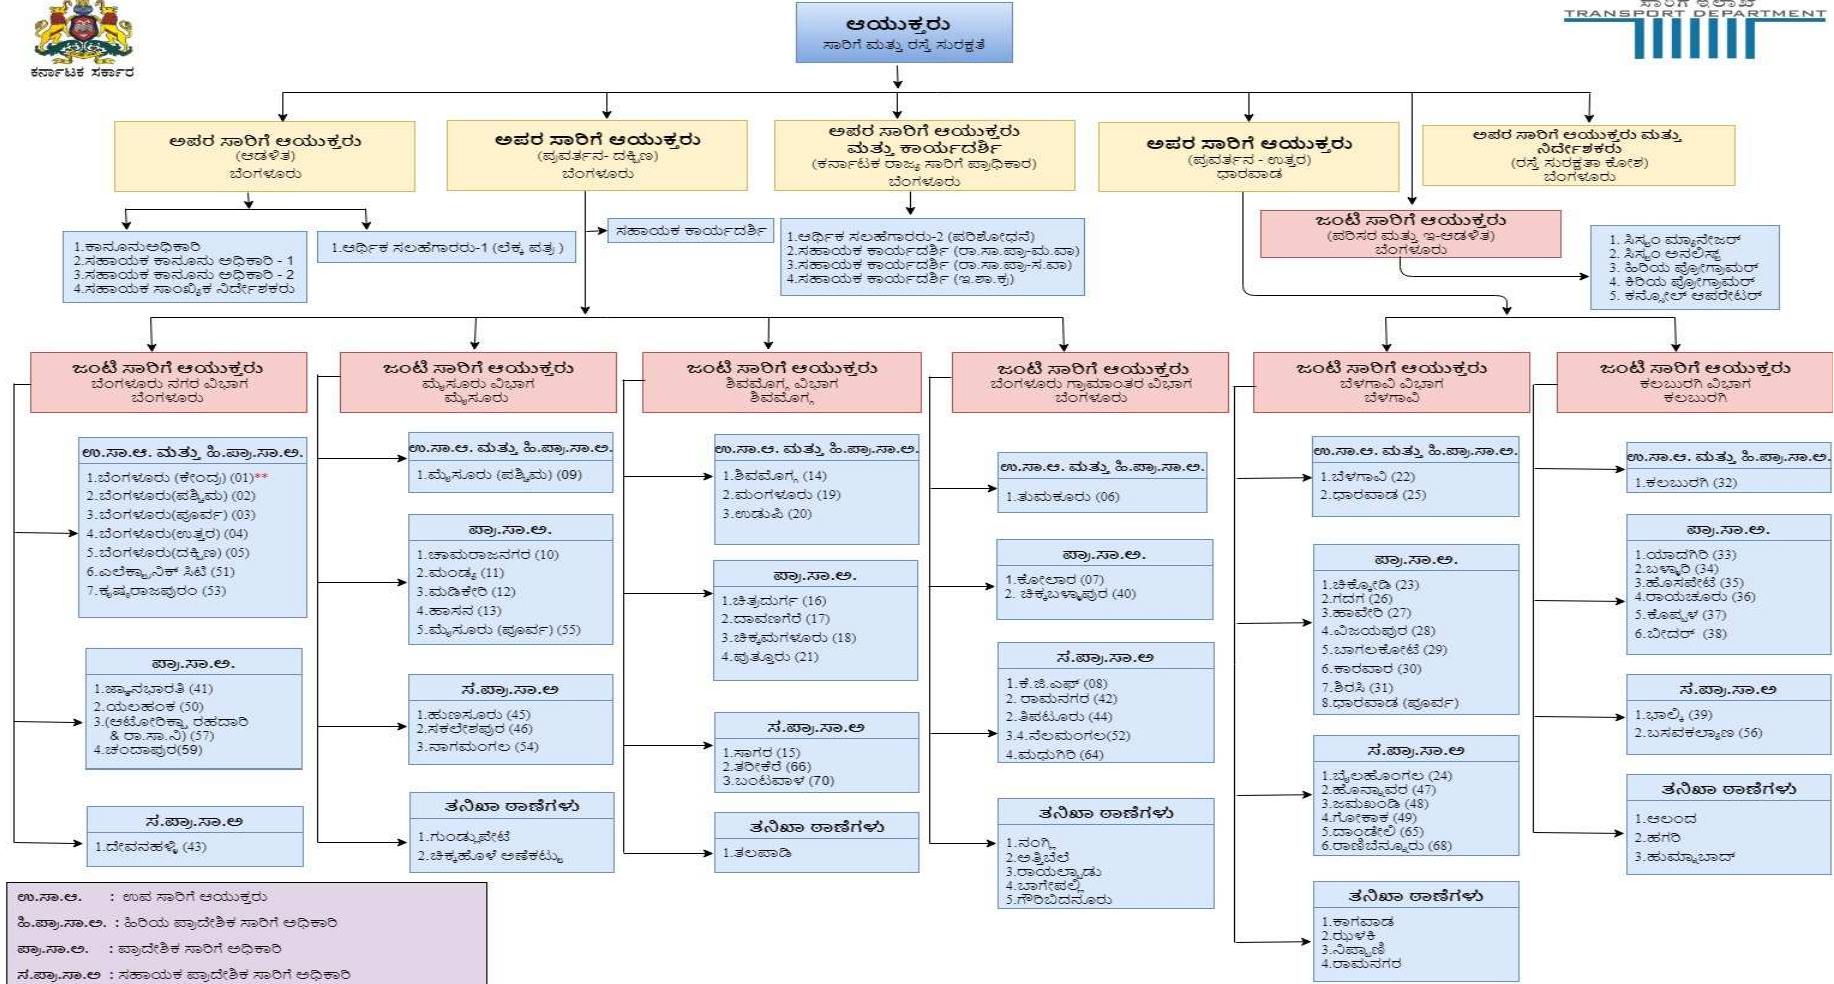 ಕರ್ನಾಟಕ ಸರ್ಕಾರ
ಆಯುಕ್ತರು
ಸಾರಿಗೆ ಮತ್ತು ರಸ್ತೆ ಸುರಕ್ಷತೆ
ಸಾರಿಗೆ ಇಲಾಖೆ
TRANSPORT DEPARTMENT
ಅಪರ ಸಾರಿಗೆ ಆಯುಕ್ತರು
(ಆಡಳಿತ)
ಬೆಂಗಳೂರು
ಅಪರ ಸಾರಿಗೆ ಆಯುಕ್ತರು
(ಪ್ರವರ್ತನ- ದಕ್ಷಿಣ)
ಬೆಂಗಳೂರು
ಅಪರ ಸಾರಿಗೆ ಆಯುಕ್ತರು
ಮತ್ತು ಕಾರ್ಯದರ್ಶಿ
(ಕರ್ನಾಟಕ ರಾಜ್ಯ ಸಾರಿಗೆ ಪ್ರಾಧಿಕಾರ)
ಬೆಂಗಳೂರು
ಅಪರ ಸಾರಿಗೆ ಆಯುಕ್ತರು
(ಪ್ರವರ್ತನ - ಉತ್ತರ)
ಧಾರವಾಡ
ಅಪರ ಸಾರಿಗೆ ಆಯುಕ್ತರು ಮತ್ತು
ನಿರ್ದೇಶಕರು
(ರಸ್ತೆ ಸುರಕ್ಷತಾ ಕೋಶ)
ಬೆಂಗಳೂರು
1.ಕಾನೂನುಅಧಿಕಾರಿ
2.ಸಹಾಯಕ ಕಾನೂನು ಅಧಿಕಾರಿ - 1
3.ಸಹಾಯಕ ಕಾನೂನು ಅಧಿಕಾರಿ - 2
4.ಸಹಾಯಕ ಸಾಂಖ್ಯಿಕ ನಿರ್ದೇಶಕರು
1.ಆರ್ಥಿಕ ಸಲಹೆಗಾರರು-1 (ಲೆಕ್ಕ ಪತ್ರ )
ಸಹಾಯಕ ಕಾರ್ಯದರ್ಶಿ
1.ಆರ್ಥಿಕ ಸಲಹೆಗಾರರು-2 (ಪರಿಶೋಧನೆ)
2.ಸಹಾಯಕ ಕಾರ್ಯದರ್ಶಿ (ರಾ.ಸಾ.ಪ್ರಾ-ಮ.ವಾ)
3.ಸಹಾಯಕ ಕಾರ್ಯದರ್ಶಿ (ರಾ.ಸಾ.ಪ್ರಾ-ಸ.ವಾ)
4.ಸಹಾಯಕ ಕಾರ್ಯದರ್ಶಿ (ಇ.ಶಾ.ಕ್ರ)
ಜಂಟಿ ಸಾರಿಗೆ ಆಯುಕ್ತರು
(ಪರಿಸರ ಮತ್ತು ಇ-ಆಡಳಿತ)
ಬೆಂಗಳೂರು
1. ಸಿಸ್ಟಂ ಮ್ಯಾನೇಜರ್
2. ಸಿಸ್ಟಂ ಅನಲಿಸ್ಟ್
3. ಹಿರಿಯ ಪ್ರೋಗ್ರಾಮರ್
4. ಕಿರಿಯ ಪ್ರೋಗ್ರಾಮರ್
5. ಕನ್ಸೋಲ್ ಆಪರೇಟರ್
ಜಂಟಿ ಸಾರಿಗೆ ಆಯುಕ್ತರು
ಬೆಂಗಳೂರು ನಗರ ವಿಭಾಗ
ಬೆಂಗಳೂರು
ಉ.ಸಾ.ಆ. ಮತ್ತು ಹಿ.ಪ್ರಾ.ಸಾ.ಅ.
1.ಬೆಂಗಳೂರು (ಕೇಂದ್ರ) (01)**
2.ಬೆಂಗಳೂರು(ಪಶ್ಚಿಮ) (02)
3.ಬೆಂಗಳೂರು(ಪೂರ್ವ) (03)
4.ಬೆಂಗಳೂರು(ಉತ್ತರ) (04)
5.ಬೆಂಗಳೂರು(ದಕ್ಷಿಣ) (05)
6.ಎಲೆಕ್ಟ್ರಾನಿಕ್ ಸಿಟಿ (51)
7.ಕೃಷ್ಣರಾಜಪುರಂ (53)
ಪ್ರಾ.ಸಾ.ಅ.
1.ಜ್ಞಾನಭಾರತಿ (41)
2.ಯಲಹಂಕ (50)
3.(ಆಟೋರಿಕ್ಷಾ ರಹದಾರಿ
& ರಾ.ಸಾ.ನಿ) (57)
4.ಚಂದಾಪುರ(59)
ಸ.ಪ್ರಾ.ಸಾ.ಅ
1.ದೇವನಹಳ್ಳಿ (43)
ಜಂಟಿ ಸಾರಿಗೆ ಆಯುಕ್ತರು
ಮೈಸೂರು ವಿಭಾಗ
ಮೈಸೂರು
ಉ.ಸಾ.ಆ. ಮತ್ತು ಹಿ.ಪ್ರಾ.ಸಾ.ಅ.
1.ಮೈಸೂರು (ಪಶ್ಚಿಮ) (09)
ಪ್ರಾ.ಸಾ.ಅ.
1.ಚಾಮರಾಜನಗರ (10)
2.ಮಂಡ್ಯ (11)
3.ಮಡಿಕೇರಿ (12)
4.ಹಾಸನ (13)
5.ಮೈಸೂರು (ಪೂರ್ವ) (55)
ಸ.ಪ್ರಾ.ಸಾ.ಅ
1.ಹುಣಸೂರು (45)
2.ಸಕಲೇಶಪುರ (46)
3.ನಾಗಮಂಗಲ (54)
ತನಿಖಾ ಠಾಣೆಗಳು
1.ಗುಂಡ್ಲುಪೇಟೆ
2.ಚಿಕ್ಕಹೊಳೆ ಅಣೆಕಟ್ಟು
ಜಂಟಿ ಸಾರಿಗೆ ಆಯುಕ್ತರು
ಶಿವಮೊಗ್ಗ ವಿಭಾಗ
ಶಿವಮೊಗ್ಗ
ಉ.ಸಾ.ಆ. ಮತ್ತು ಹಿ.ಪ್ರಾ.ಸಾ.ಅ.
1.ಶಿವಮೊಗ್ಗ (14)
2.ಮಂಗಳೂರು (19)
3.ಉಡುಪಿ (20)
ಪ್ರಾ.ಸಾ.ಅ.
1.ಚಿತ್ರದುರ್ಗ (16)
2.ದಾವಣಗೆರೆ (17)
3.ಚಿಕ್ಕಮಗಳೂರು (18)
4.ಪುತ್ತೂರು (21)
ಸ.ಪ್ರಾ.ಸಾ.ಅ
1.ಸಾಗರ (15)
2.ತರೀಕೆರೆ (66)
3.ಬಂಟವಾಳ (70)
ತನಿಖಾ ಠಾಣೆಗಳು
1.ತಲಪಾಡಿ
ಜಂಟಿ ಸಾರಿಗೆ ಆಯುಕ್ತರು
ಬೆಂಗಳೂರು ಗ್ರಾಮಾಂತರ ವಿಭಾಗ
ಬೆಂಗಳೂರು
ಉ.ಸಾ.ಆ. ಮತ್ತು ಹಿ.ಪ್ರಾ.ಸಾ.ಅ.
1.ತುಮಕೂರು (06)
ಪ್ರಾ.ಸಾ.ಅ.
1.ಕೋಲಾರ (07)
2. ಚಿಕ್ಕಬಳ್ಳಾಪುರ (40)
ಸ.ಪ್ರಾ.ಸಾ.ಅ
1.ಕೆ.ಜಿ.ಎಫ್ (08)
2. ರಾಮನಗರ (42)
2.ತಿಪಟೂರು (44)
3.4.ನೆಲಮಂಗಲ(52)
4.ಮಧುಗಿರಿ (64)
ತನಿಖಾ ಠಾಣೆಗಳು
1.ನಂಗ್ಲಿ
2.ಅತ್ತಿಬೆಲೆ
3.ರಾಯಲ್ಪಾಡು
4.ಬಾಗೇಪಲ್ಲಿ
5.ಗೌರಿಬಿದನೂರು
ಜಂಟಿ ಸಾರಿಗೆ ಆಯುಕ್ತರು
ಬೆಳಗಾವಿ ವಿಭಾಗ
ಬೆಳಗಾವಿ
ಉ.ಸಾ.ಆ. ಮತ್ತು ಹಿ.ಪ್ರಾ.ಸಾ.ಅ.
1.ಬೆಳಗಾವಿ (22)
2.ಧಾರವಾಡ (25)
ಪ್ರಾ.ಸಾ.ಅ.
1.ಚಿಕ್ಕೋಡಿ (23)
2.ಗದಗ (26)
3.ಹಾವೇರಿ (27)
4.ವಿಜಯಪುರ (28)
5.ಬಾಗಲಕೋಟೆ (29)
6.ಕಾರವಾರ (30)
7.ಶಿರಸಿ (31)
8.ಧಾರವಾಡ (ಪೂರ್ವ)
ಸ.ಪ್ರಾ.ಸಾ.ಅ
1.ಬೈಲಹೊಂಗಲ (24)
2.ಹೊನ್ನಾವರ (47)
3.ಜಮಖಂಡಿ (48)
4.ಗೋಕಾಕ (49)
5.ದಾಂಡೇಲಿ (65)
6.ರಾಣಿಬೆನ್ನೂರು (68)
ತನಿಖಾ ಠಾಣೆಗಳು
1.ಕಾಗವಾಡ
2.ಝಳಕಿ
3.ನಿಪ್ಪಾಣಿ
4.ರಾಮನಗರ
ಜಂಟಿ ಸಾರಿಗೆ ಆಯುಕ್ತರು
ಕಲಬುರಗಿ ವಿಭಾಗ
ಕಲಬುರಗಿ
ಉ.ಸಾ.ಆ. ಮತ್ತು ಹಿ.ಪ್ರಾ.ಸಾ.ಅ.
1.ಕಲಬುರಗಿ (32)
ಪ್ರಾ.ಸಾ.ಅ.
1.ಯಾದಗಿರಿ (33)
2.ಬಳ್ಳಾರಿ (34)
3.ಹೊಸಪೇಟೆ (35)
4.ರಾಯಚೂರು (36)
5.ಕೊಪ್ಪಳ (37)
6.ಬೀದರ್ (38)
ಸ.ಪ್ರಾ.ಸಾ.ಅ
1.ಭಾಲ್ಕಿ (39)
2.ಬಸವಕಲ್ಯಾಣ (56)
ತನಿಖಾ ಠಾಣೆಗಳು
1.ಆಲಂದ
2.ಹಗರಿ
3.ಹುಮ್ನಾಬಾದ್
ಉ.ಸಾ.ಆ. : ಉಪ ಸಾರಿಗೆ ಆಯುಕ್ತರು
ಹಿ.ಪ್ರಾ.ಸಾ.ಅ. : ಹಿರಿಯ ಪ್ರಾದೇಶಿಕ ಸಾರಿಗೆ ಅಧಿಕಾರಿ
ಪ್ರಾ.ಸಾ.ಅ. : ಪ್ರಾದೇಶಿಕ ಸಾರಿಗೆ ಅಧಿಕಾರಿ
ಸ.ಪ್ರಾ.ಸಾ.ಅ : ಸಹಾಯಕ ಪ್ರಾದೇಶಿಕ ಸಾರಿಗೆ ಅಧಿಕಾರಿ